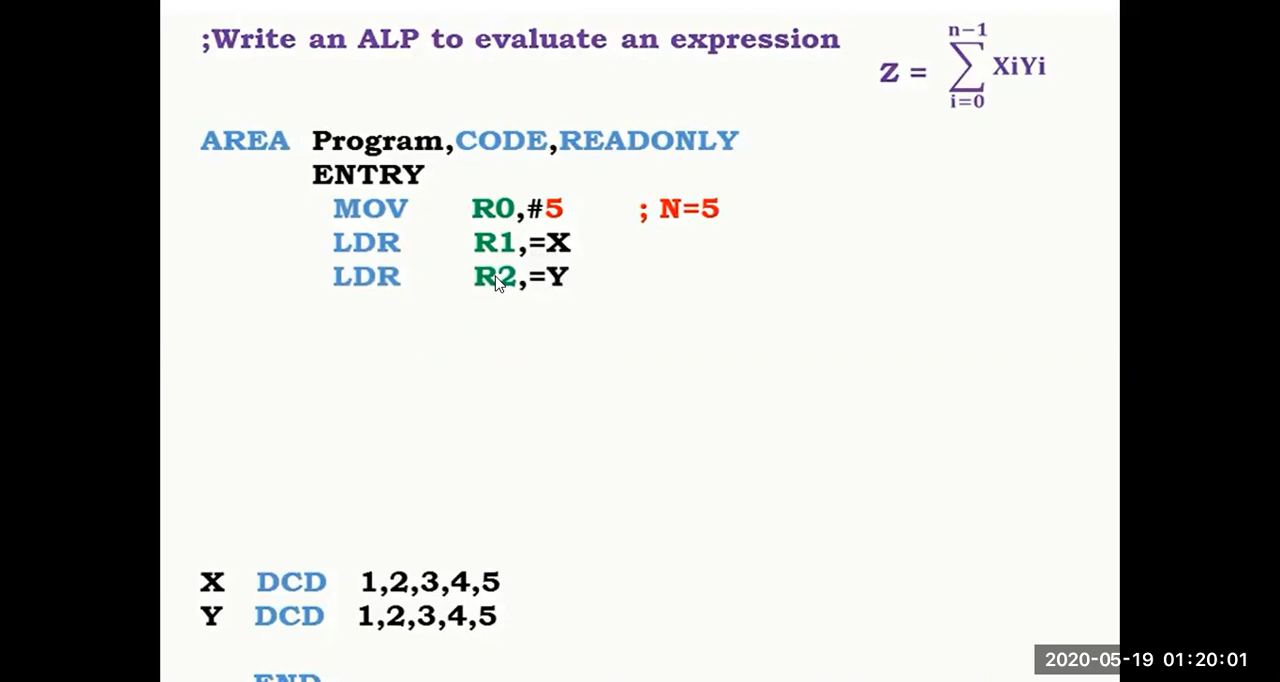 ;Write an ALP to evaluate an expression
n−1
Z = ∑ XiYi
i=0
AREA Program,CODE,READONLY
ENTRY
MOV R0,#5 ; N=5
LDR R1,=X
LDR R2,=Y
X DCD 1,2,3,4,5
Y DCD 1,2,3,4,5
END
2020-05-19 01:20:01